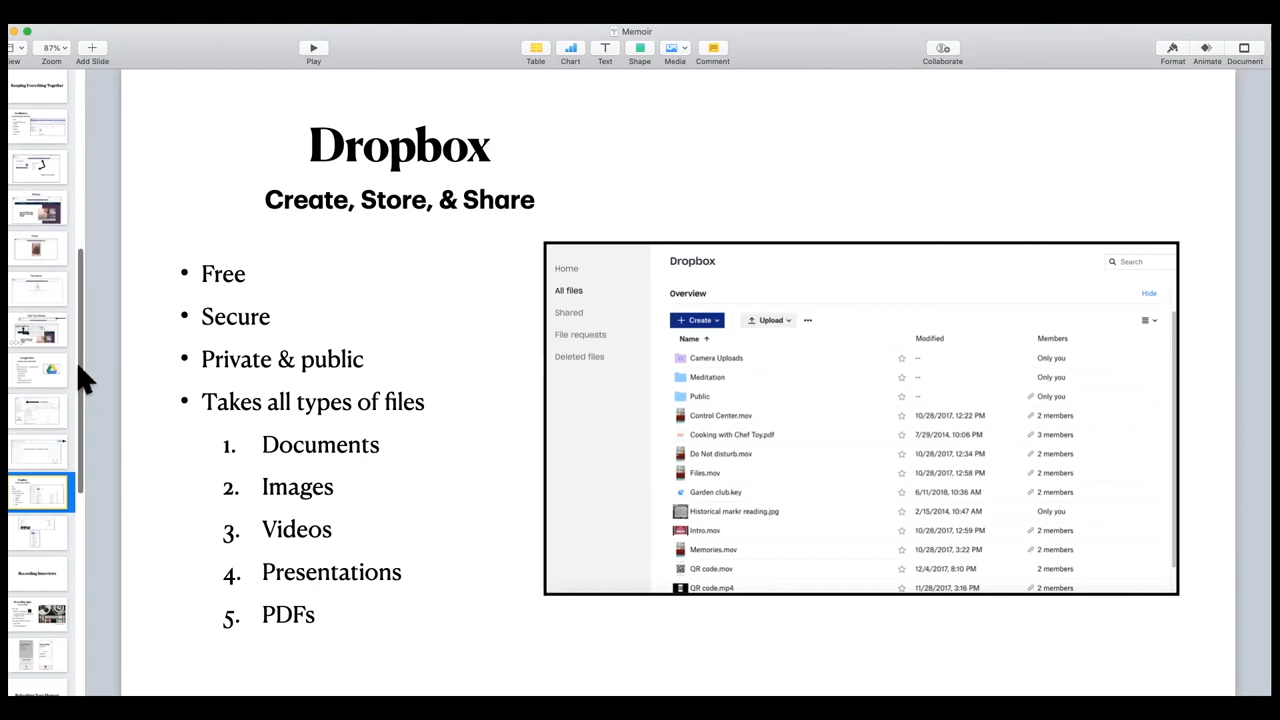 Memoir
iew
87%
Zoom
Add Slide
Play
Table
Chart
Text
Shape
Media
Comment
Collaborate
Format
Animate
Document
Keeping Everything Together
Recording Interviews
Dropbox
Create, Store, & Share
• Free
• Secure
• Private & public
• Takes all types of files
1. Documents
2. Images
3. Videos
4. Presentations
5. PDFs
Home
All files
Shared
File requests
Deleted files
Dropbox
Search
Overview
Hide
+ Create
Upload
•••
Name ↑ Modified Members
Camera Uploads -- Only you
Meditation -- Only you
Public -- Only you
Control Center.mov 10/28/2017, 12:22 PM 2 members
Cooking with Chef Toy.pdf 7/29/2014, 10:06 PM 3 members
Do Not disturb.mov 10/28/2017, 12:34 PM 2 members
Files.mov 10/28/2017, 12:58 PM 2 members
Garden club.key 6/11/2018, 10:36 AM 2 members
Historical markr reading.jpg 2/15/2014, 10:47 AM Only you
Intro.mov 10/28/2017, 12:59 PM 2 members
Memories.mov 10/28/2017, 3:22 PM 2 members
QR code.mov 12/4/2017, 8:10 PM 2 members
QR code.mp4 11/28/2017, 3:16 PM 2 members